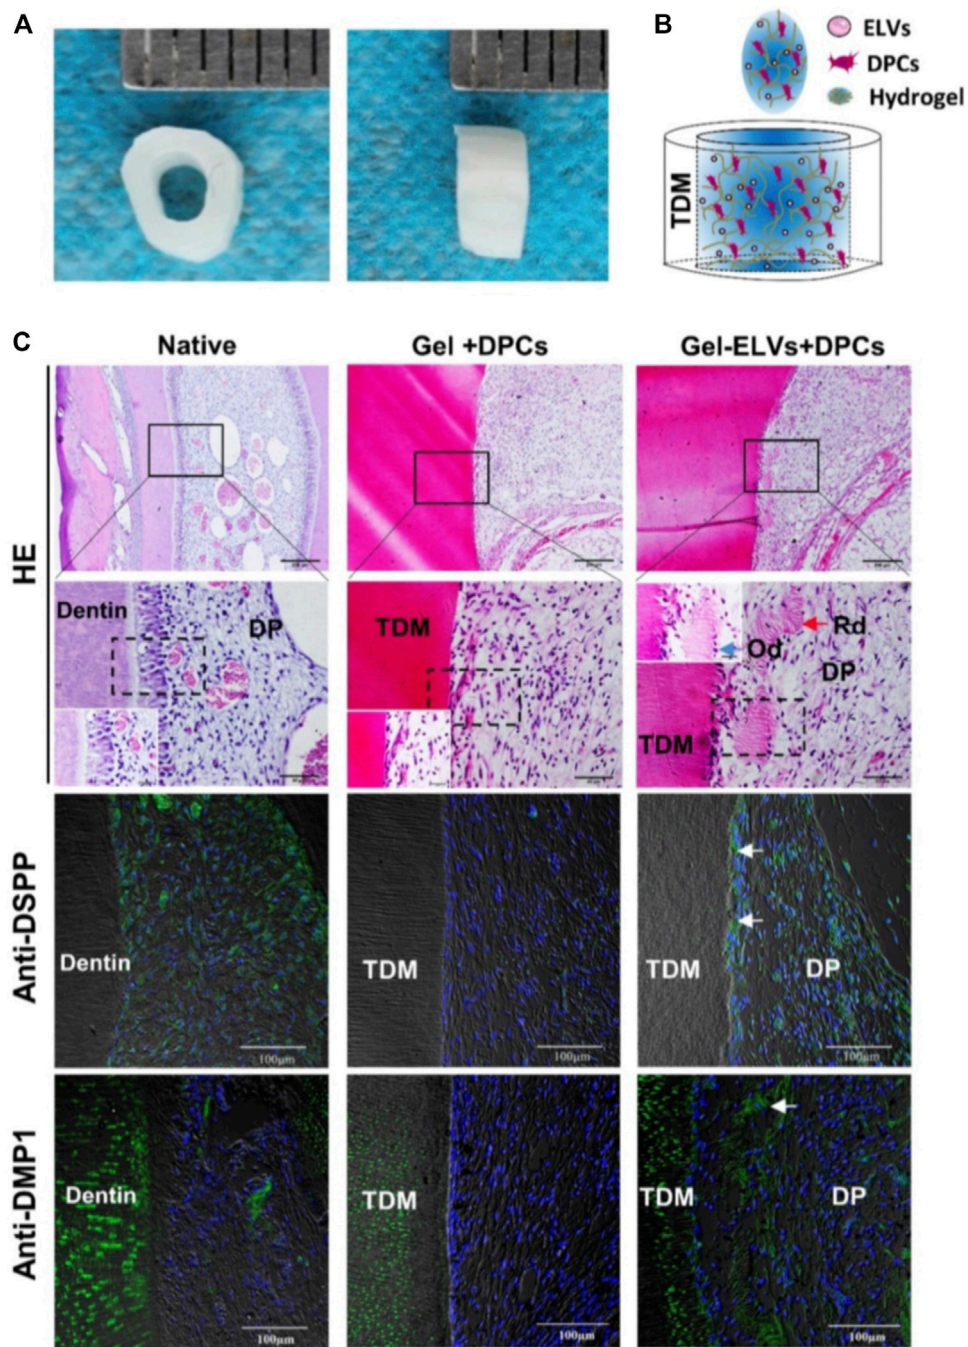 A
B
ELVs
DPCs
Hydrogel
TDM
C
Native
Gel +DPCs
Gel-ELVs+DPCs
HE
Dentin
DP
TDM
Od
Rd
DP
TDM
Anti-DSPP
Dentin
100μm
TDM
100μm
TDM
DP
100μm
Anti-DMP1
Dentin
100μm
TDM
100μm
TDM
DP
100μm